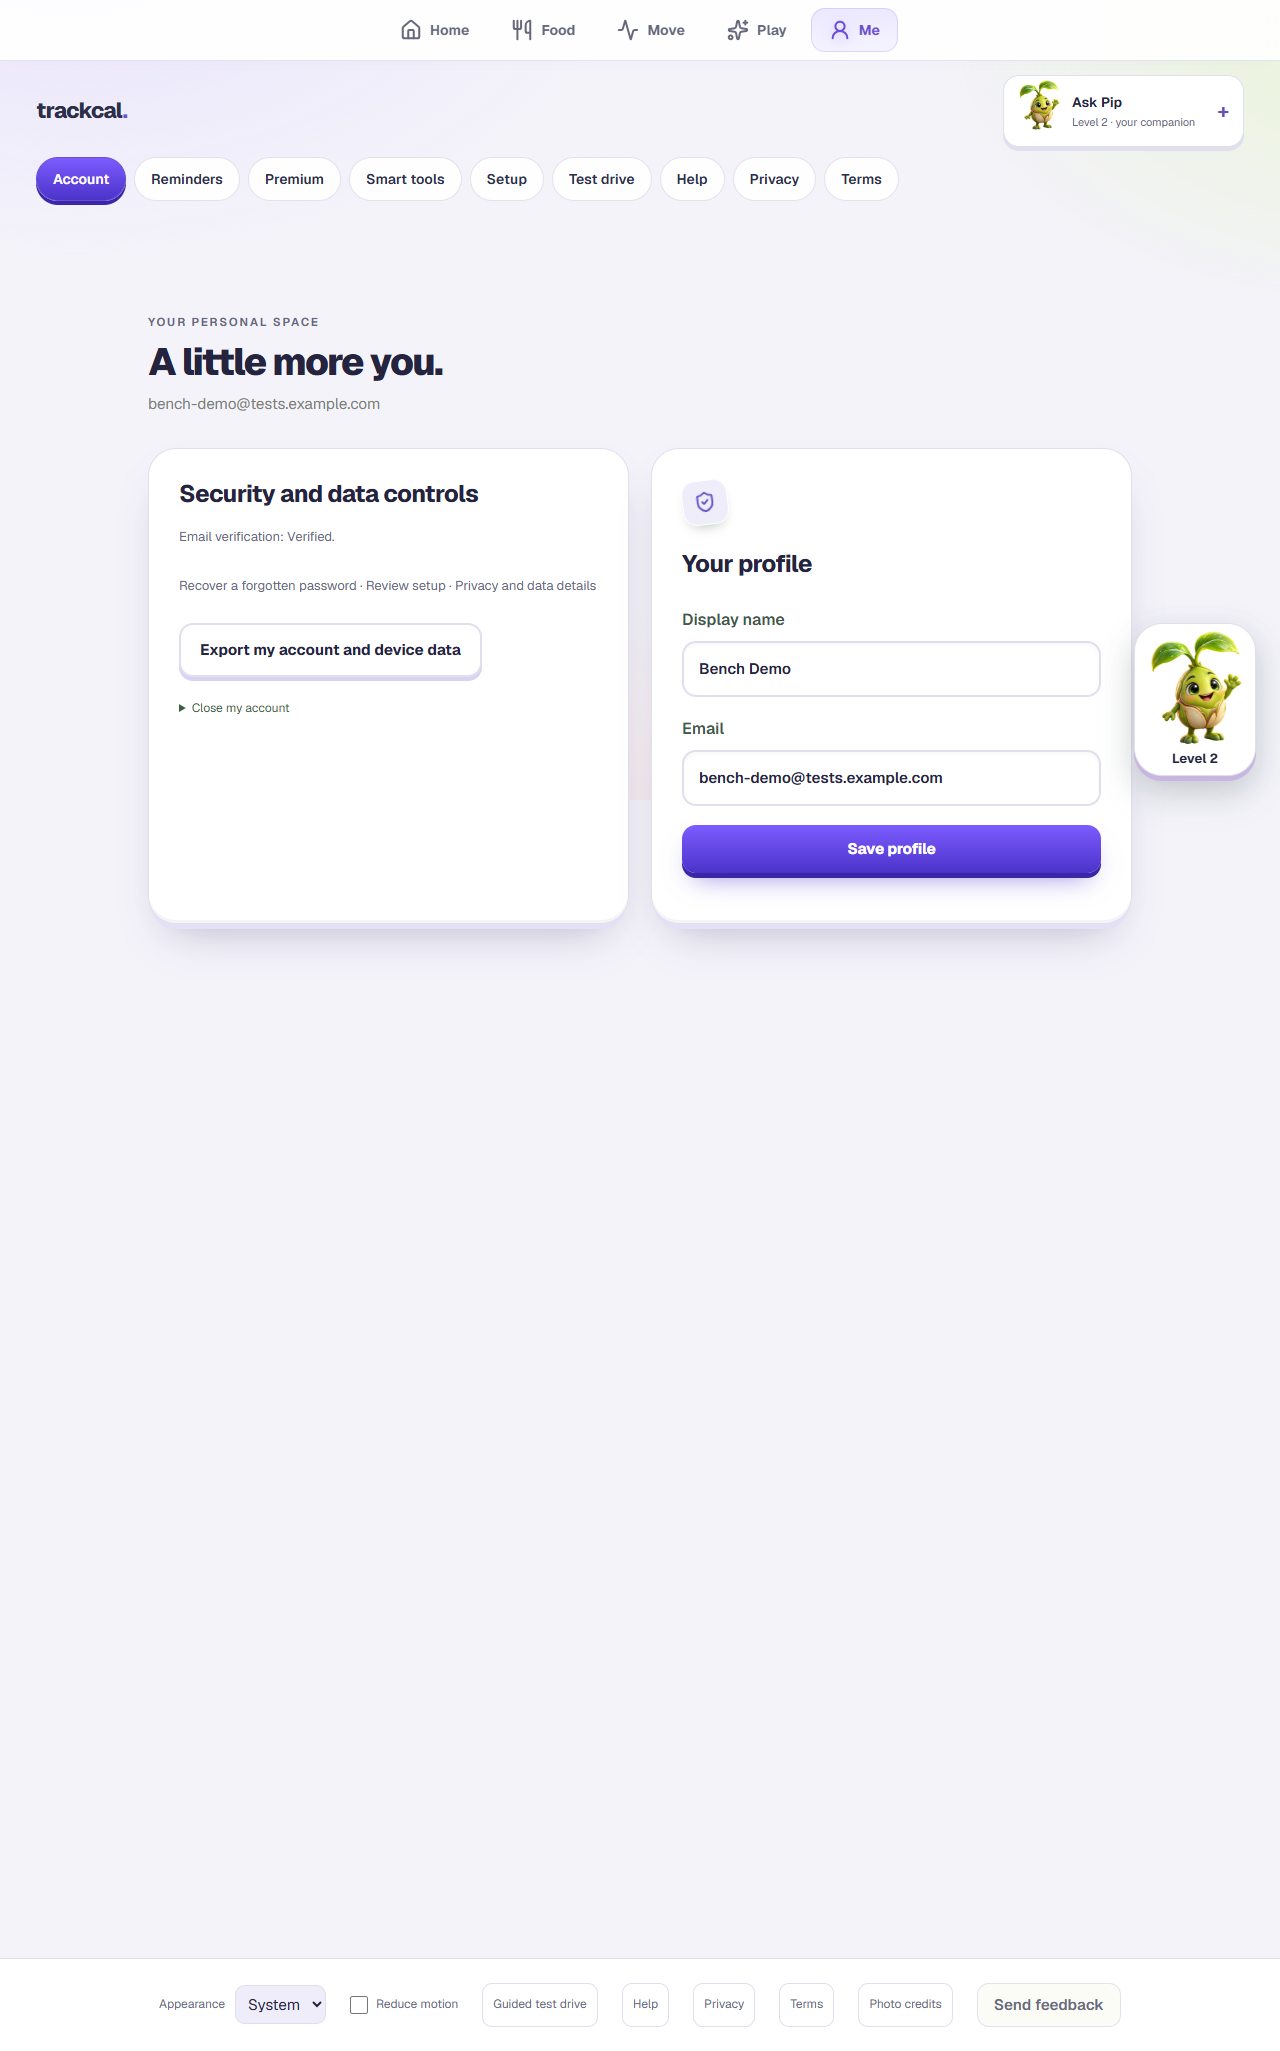 Home Food Move Play Me
trackcal.
Ask Pip
Level 2 · your companion
+
Account Reminders Premium Smart tools Setup Test drive Help Privacy Terms
YOUR PERSONAL SPACE
A little more you.
bench-demo@tests.example.com
Security and data controls
Email verification: Verified.
Recover a forgotten password · Review setup · Privacy and data details
Export my account and device data
Close my account
Your profile
Display name
Bench Demo
Email
bench-demo@tests.example.com
Save profile
Level 2
Appearance System Reduce motion Guided test drive Help Privacy Terms Photo credits Send feedback